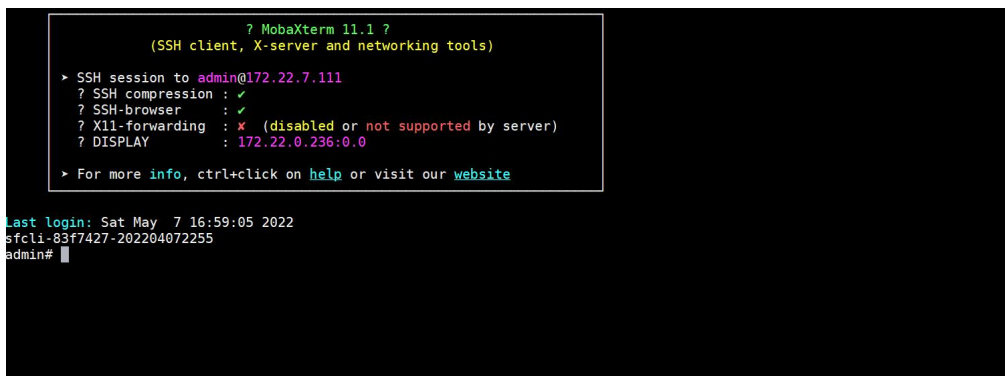 ? MobaXterm 11.1 ?
(SSH client, X-server and networking tools)
➤ SSH session to admin@172.22.7.111
? SSH compression : ✔
? SSH-browser     : ✔
? X11-forwarding  : ✘  (disabled or not supported by server)
? DISPLAY         : 172.22.0.236:0.0
➤ For more info, ctrl+click on help or visit our website
Last login: Sat May  7 16:59:05 2022
sfcli-83f7427-202204072255
admin#